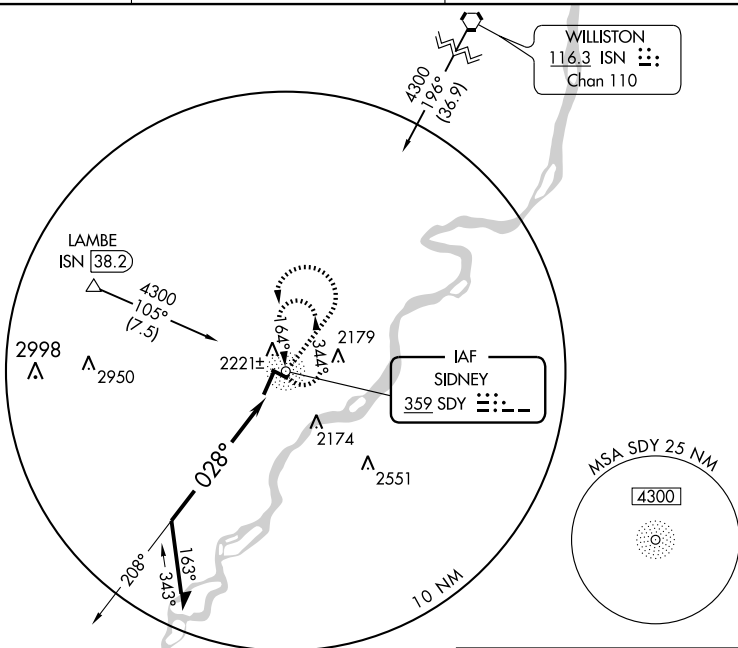 WILLISTON
116.3 ISN
Chan 110
4300
196°
(36.9)
LAMBE
ISN 38.2
4300
105°
(7.5)
2998
2950
164°
344°
2221±
2179
IAF
SIDNEY
359 SDY
2174
2551
028°
208°
163°
343°
10 NM
MSA SDY 25 NM
4300